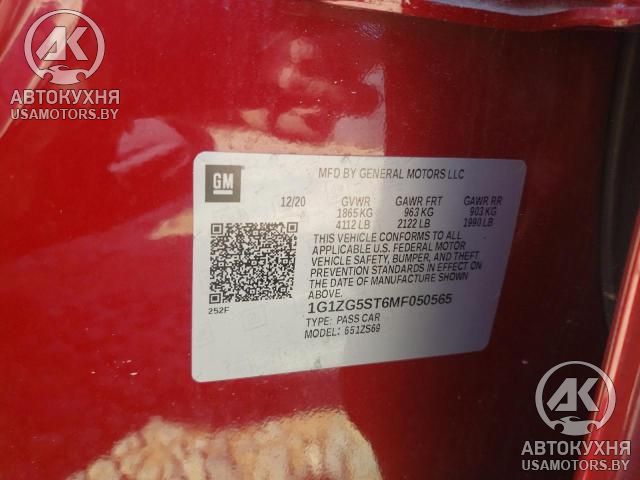 АК
АВТОКУХНЯ
USAMOTORS.BY
GM
MFD BY GENERAL MOTORS LLC
12/20 GVWR GAWR FRT GAWR RR
1865 KG 963 KG 903 KG
4112 LB 2122 LB 1990 LB
THIS VEHICLE CONFORMS TO ALL
APPLICABLE U.S. FEDERAL MOTOR
VEHICLE SAFETY, BUMPER, AND THEFT
PREVENTION STANDARDS IN EFFECT ON
THE DATE OF MANUFACTURE SHOWN
ABOVE.
252F
1G1ZG5ST6MF050565
TYPE: PASS CAR
MODEL: 651ZS69
АК
АВТОКУХНЯ
USAMOTORS.BY